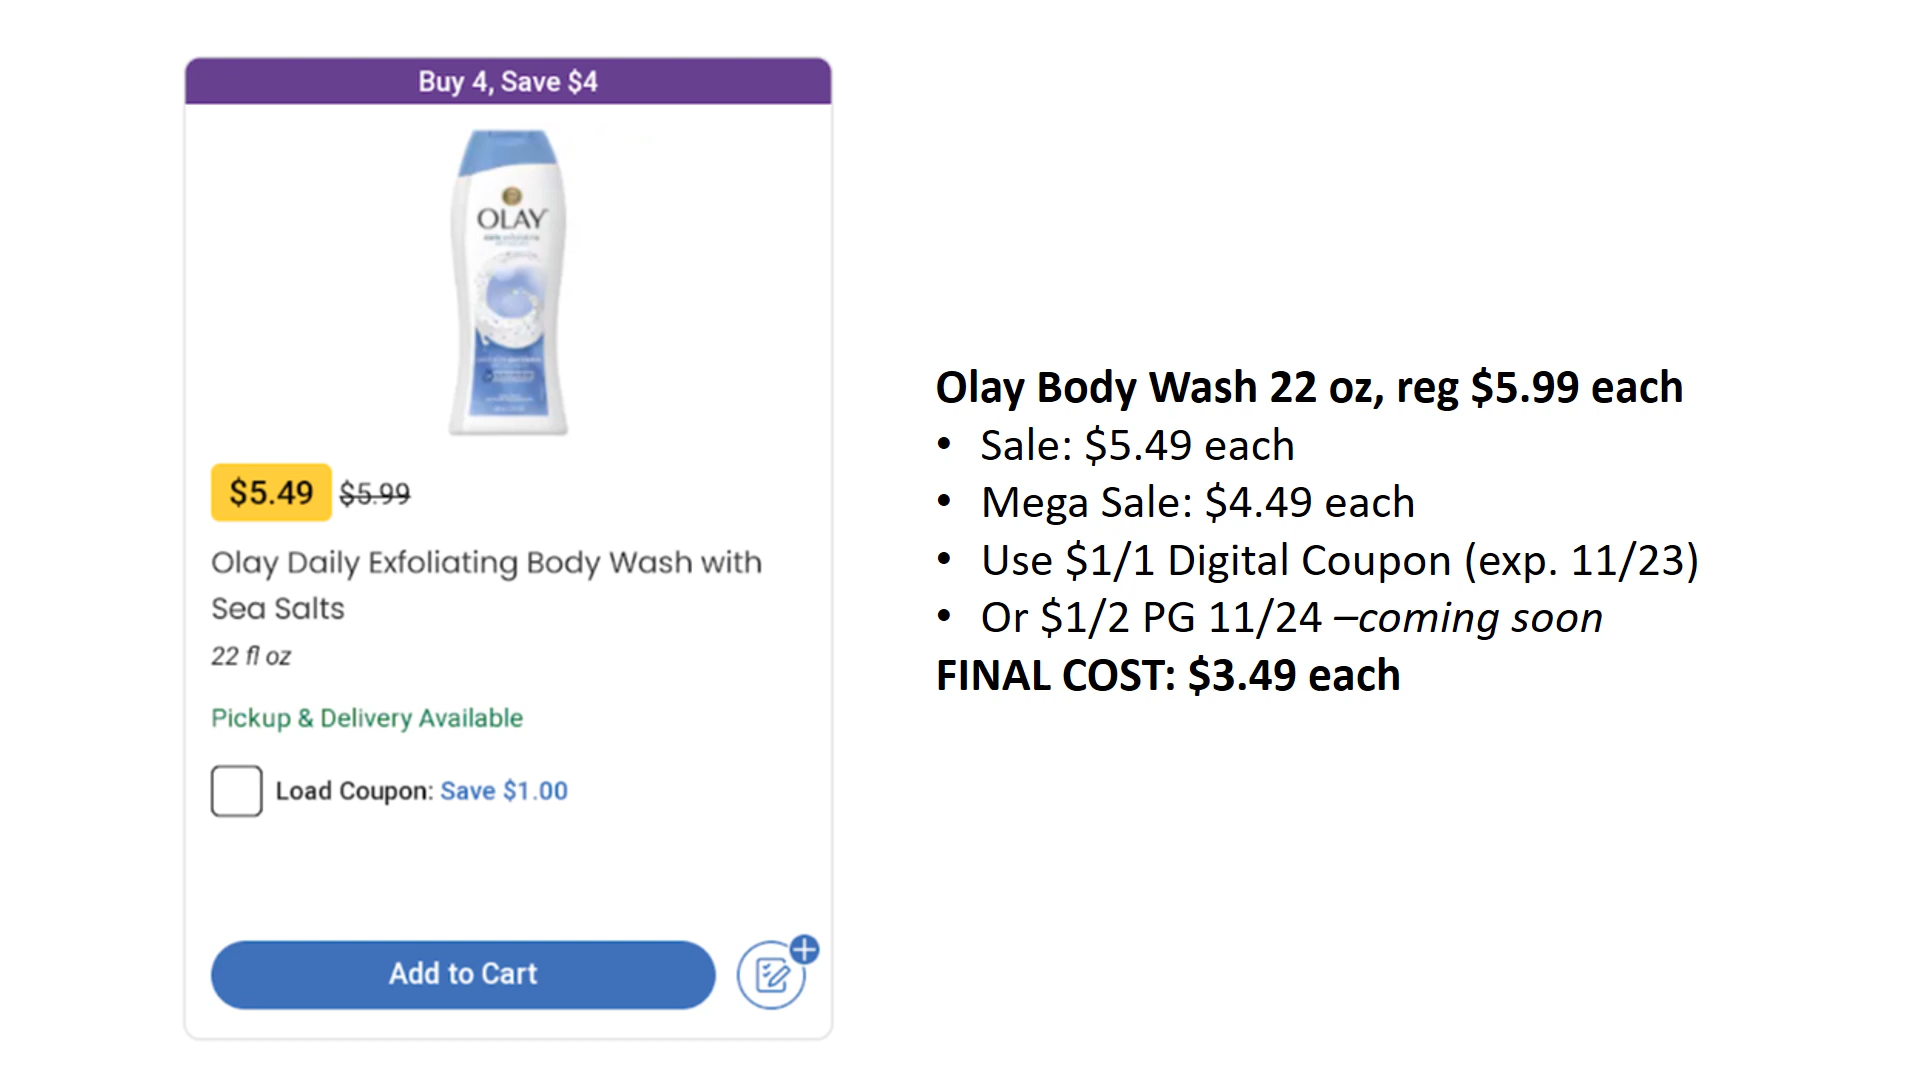 Buy 4, Save $4
OLAY
$5.49 $5.99
Olay Daily Exfoliating Body Wash with
Sea Salts
22 fl oz
Pickup & Delivery Available
Load Coupon: Save $1.00
Add to Cart
Olay Body Wash 22 oz, reg $5.99 each
• Sale: $5.49 each
• Mega Sale: $4.49 each
• Use $1/1 Digital Coupon (exp. 11/23)
• Or $1/2 PG 11/24 –coming soon
FINAL COST: $3.49 each